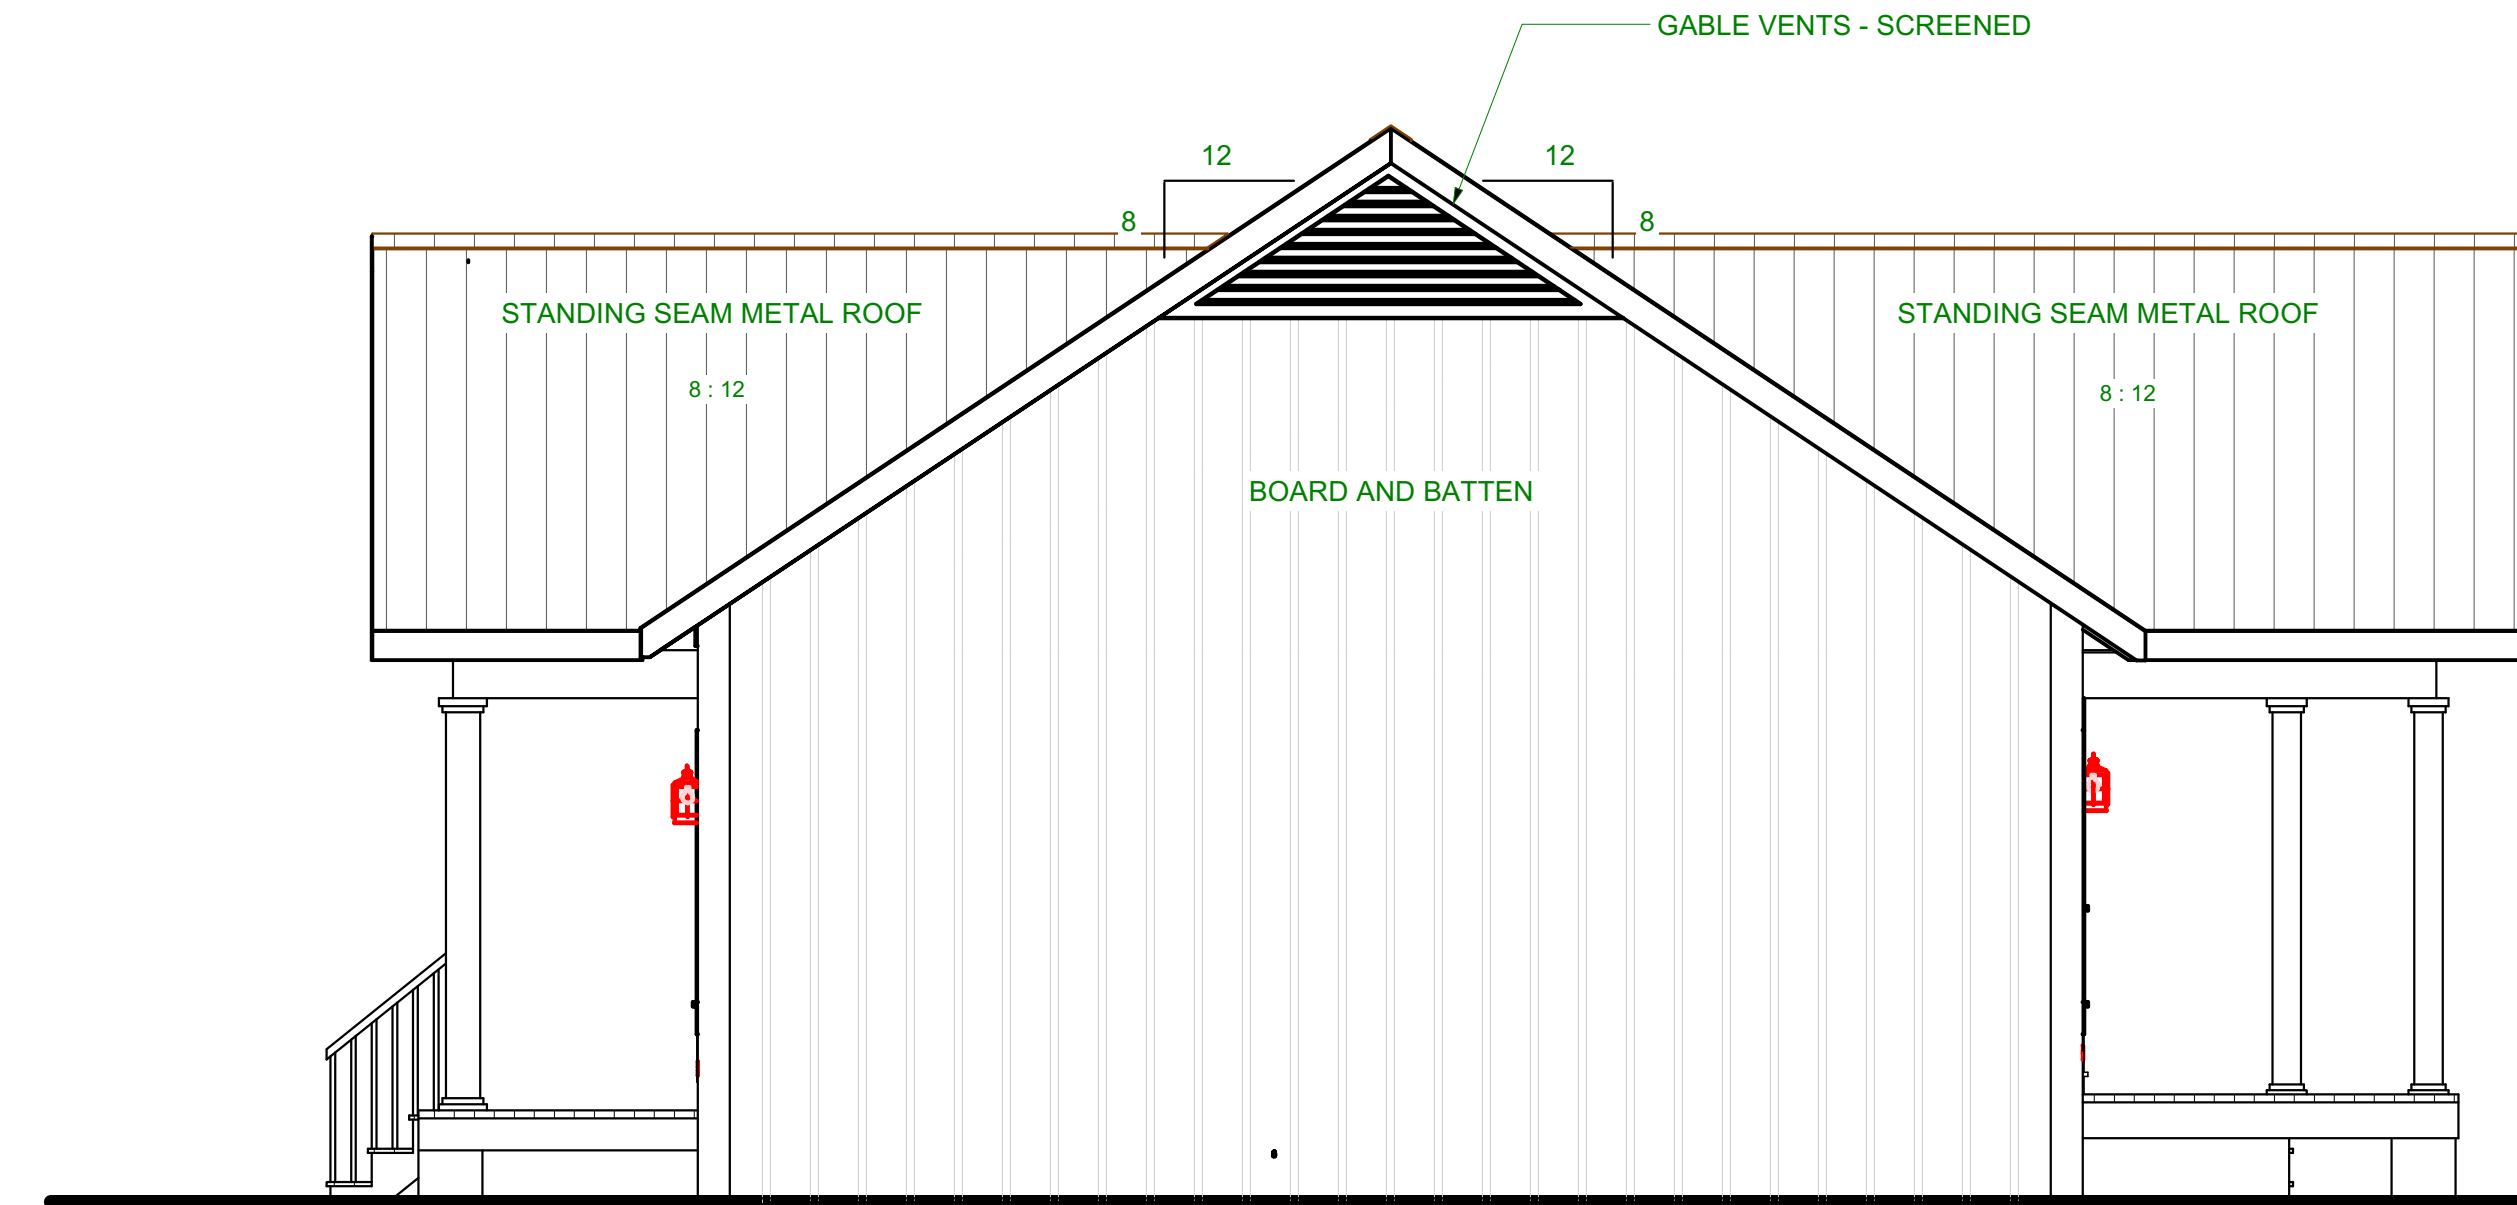 GABLE VENTS - SCREENED
12
12
8
8
STANDING SEAM METAL ROOF
STANDING SEAM METAL ROOF
8 : 12
8 : 12
BOARD AND BATTEN